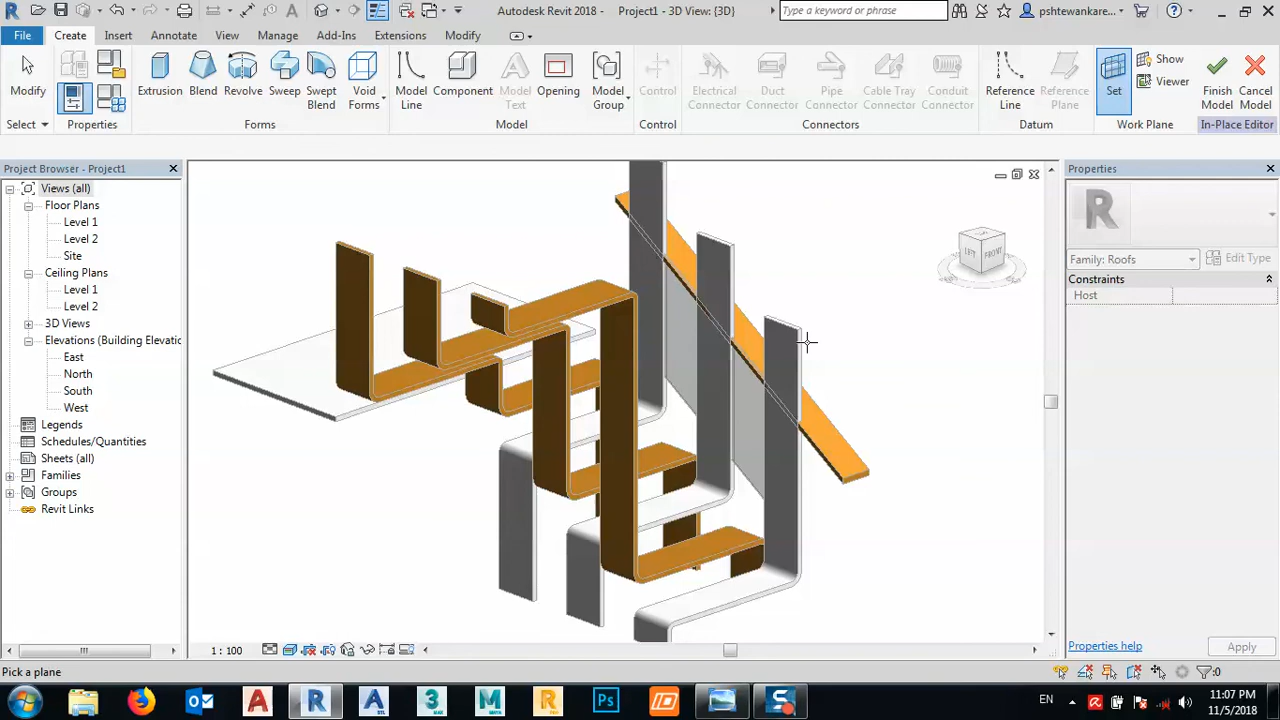 Autodesk Revit 2018 - Project1 - 3D View: {3D}
Type a keyword or phrase
pshtewankare...
File Create Insert Annotate View Manage Add-Ins Extensions Modify
Modify
Extrusion Blend Revolve Sweep Swept Blend Void Forms
Model Line Component Model Text Opening Model Group
Control
Electrical Connector Duct Connector Pipe Connector Cable Tray Connector Conduit Connector
Reference Line Reference Plane
Set Show Viewer
Finish Model Cancel Model
Select Properties Forms Model Control Connectors Datum Work Plane In-Place Editor
Project Browser - Project1
Views (all)
Floor Plans
Level 1
Level 2
Site
Ceiling Plans
Level 1
Level 2
3D Views
Elevations (Building Elevatio
East
North
South
West
Legends
Schedules/Quantities
Sheets (all)
Families
Groups
Revit Links
LEFT FRONT
Properties
R
Family: Roofs
Edit Type
Constraints
Host
Properties help
Apply
1 : 100
Pick a plane
:0
EN
11:07 PM
11/5/2018